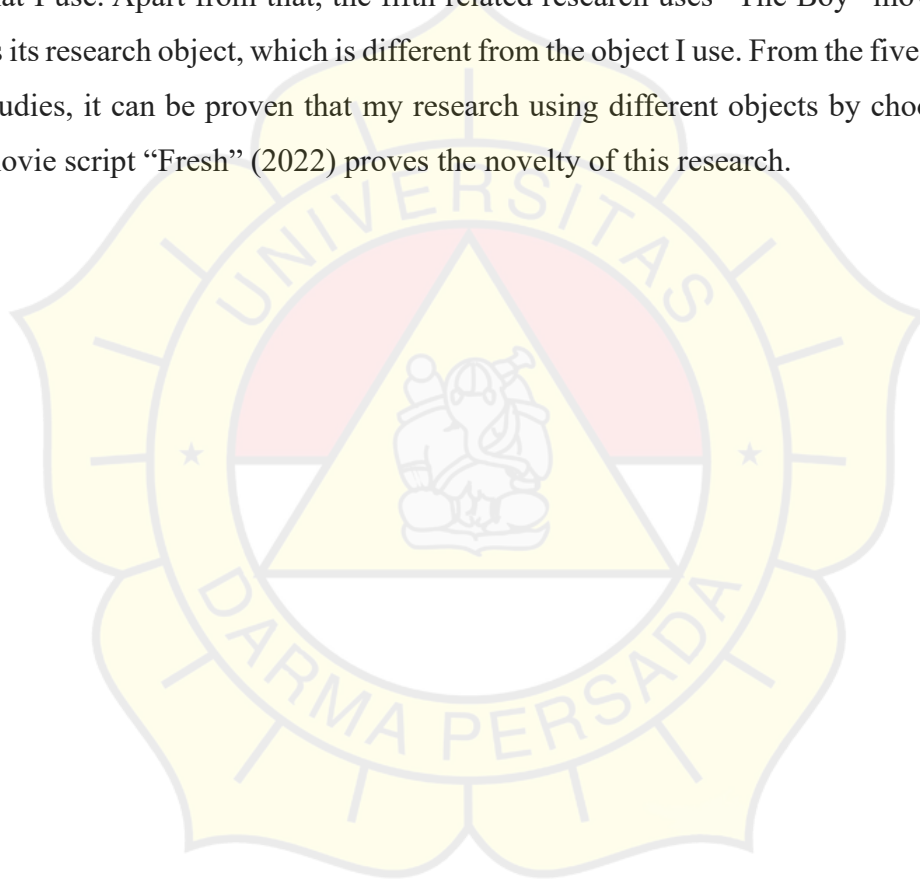 at I use. Apart from that, the fifth related research uses "The Boy" mov
s its research object, which is different from the object I use. From the five
udies, it can be proven that my research using different objects by choo
ovie script “Fresh” (2022) proves the novelty of this research.
UNIVERSITAS
DARMA PERSADA